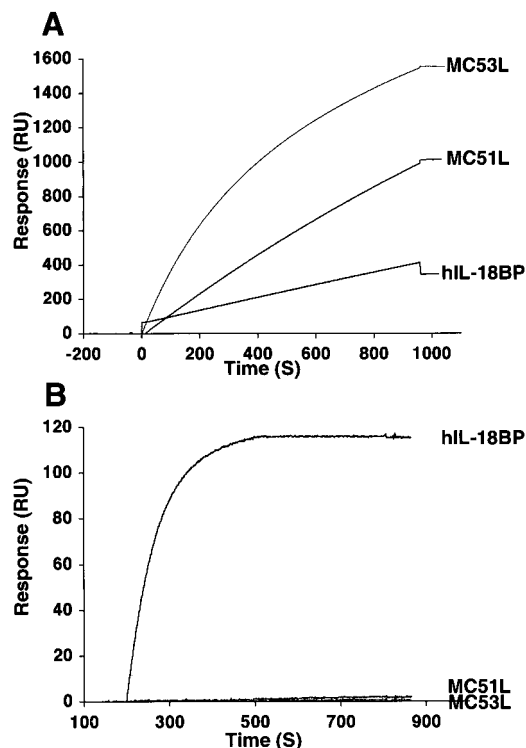 A
1600
1400
1200
1000
800
600
400
200
0
Response (RU)
MC53L
MC51L
hIL-18BP
-200 0 200 400 600 800 1000
Time (S)
B
120
100
80
60
40
20
0
Response (RU)
hIL-18BP
MC51L
MC53L
100 300 500 700 900
Time (S)